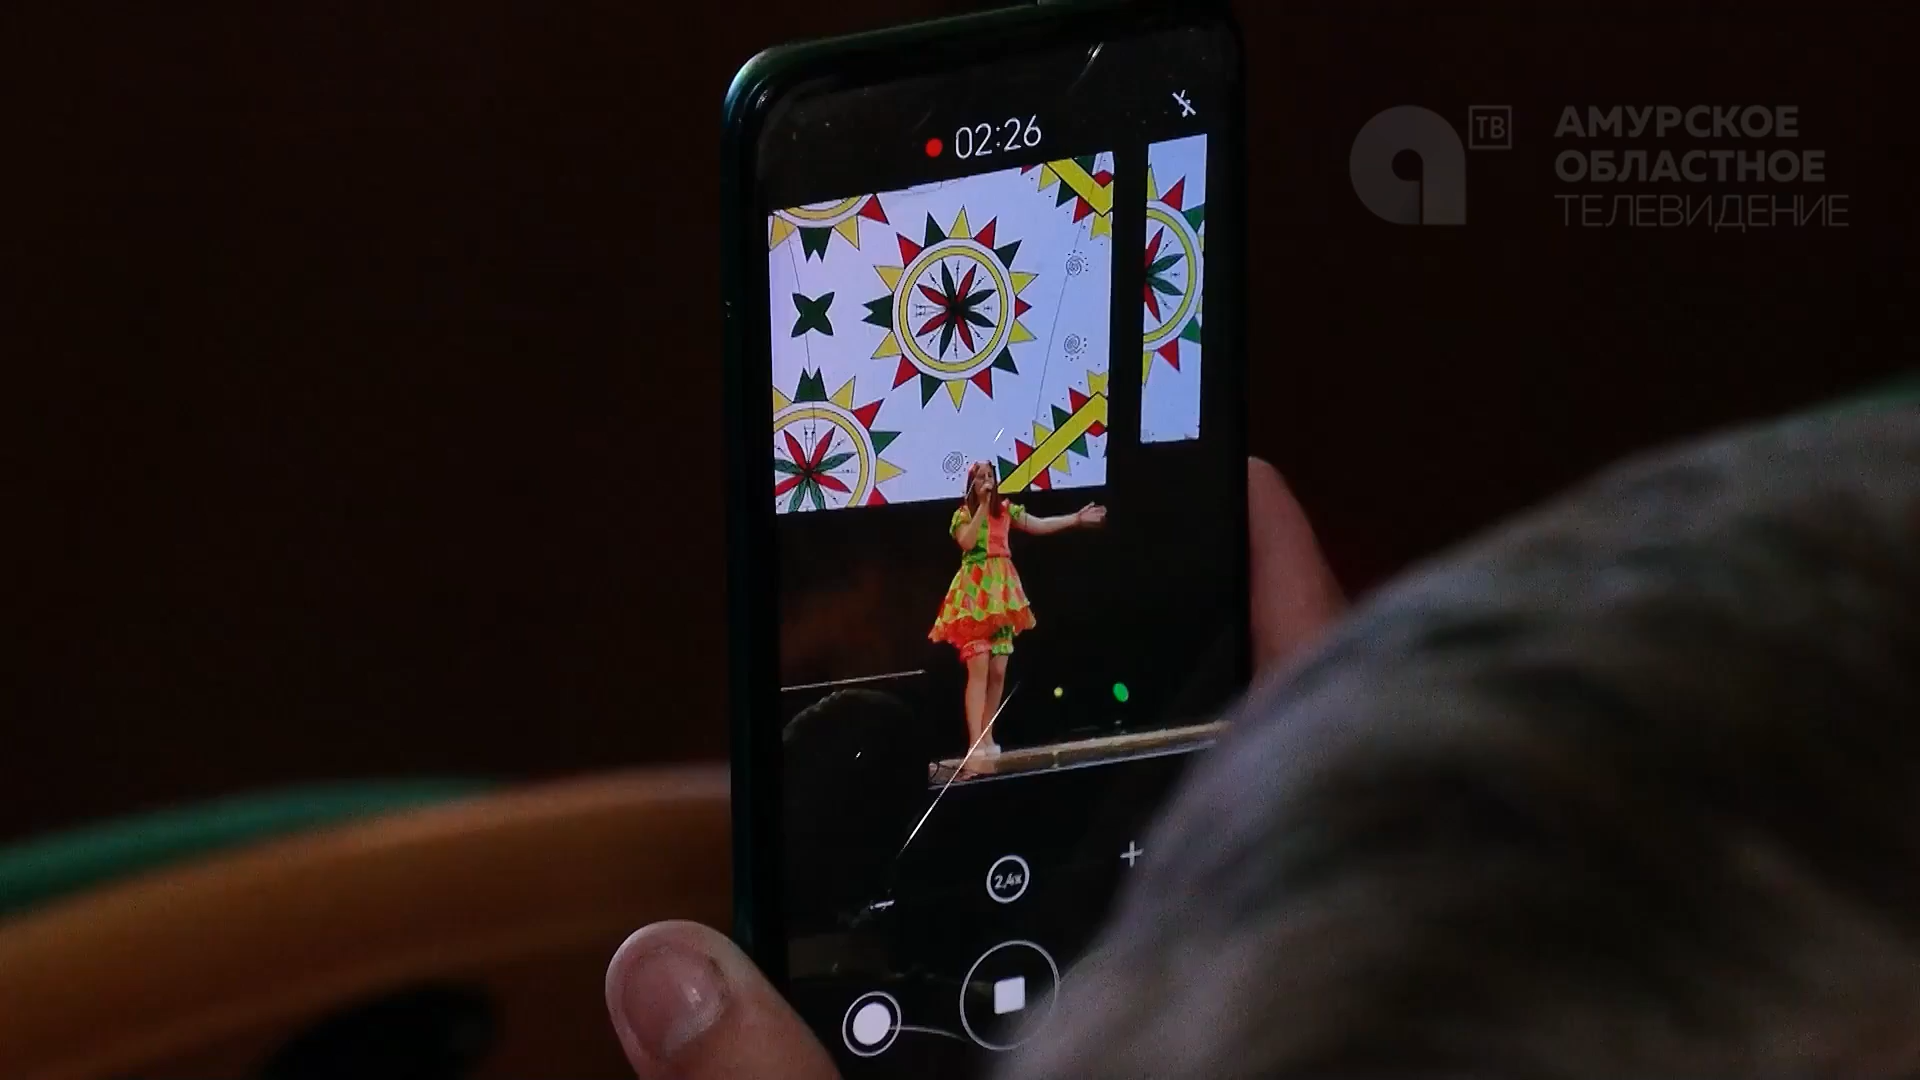 02:26
ТВ
АМУРСКОЕ
ОБЛАСТНОЕ
ТЕЛЕВИДЕНИЕ
2,4x